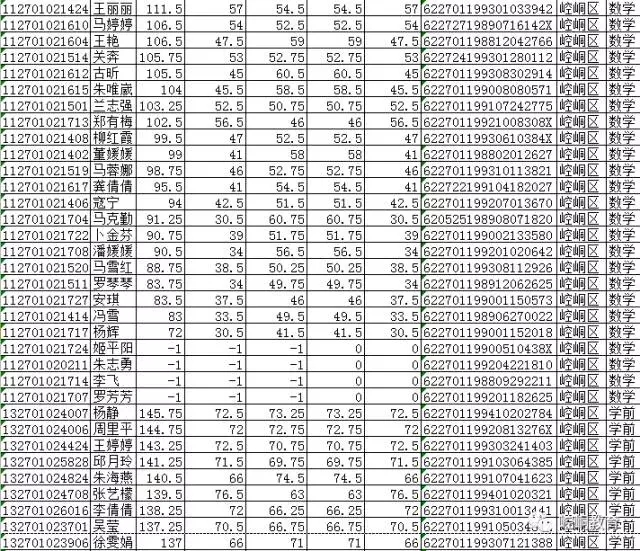 112701021424 王丽丽 111.5 57 54.5 54.5 57 622701199301033942 崆峒区 数学
112701021610 马婷婷 106.5 54 52.5 52.5 54 62272719890716142X 崆峒区 数学
112701021604 王艳 106.5 47.5 59 59 47.5 622701198812042766 崆峒区 数学
112701021514 关奔 105.75 53 52.75 52.75 53 622724199301280112 崆峒区 数学
112701021612 古昕 105.5 45 60.5 60.5 45 622701199308302914 崆峒区 数学
112701021615 朱唯崴 104 45.5 58.5 58.5 45.5 622701199008080571 崆峒区 数学
112701021501 兰志强 103.25 52.5 50.75 50.75 52.5 622701199107242775 崆峒区 数学
112701021713 郑有梅 102.5 56.5 46 46 56.5 62270119921008308X 崆峒区 数学
112701021408 柳红霞 99.5 47 52.5 52.5 47 62270119930610384X 崆峒区 数学
112701021402 董媛媛 99 41 58 58 41 622701198802012627 崆峒区 数学
112701021519 马蓉娜 98.75 46 52.75 52.75 46 622701199310113821 崆峒区 数学
112701021617 龚倩倩 95.5 41 54.5 54.5 41 622722199104182027 崆峒区 数学
112701021406 寇宁 94 42.5 51.5 51.5 42.5 622701199207013670 崆峒区 数学
112701021704 马克勤 91.25 30.5 60.75 60.75 30.5 620525198908071820 崆峒区 数学
112701021722 卜金芬 90.75 39 51.75 51.75 39 622701199002133580 崆峒区 数学
112701021708 潘媛媛 90.5 34 56.5 56.5 34 622701199201020642 崆峒区 数学
112701021520 马雪红 88.75 38.5 50.25 50.25 38.5 622701199308112926 崆峒区 数学
112701021511 罗琴琴 83.75 34 49.75 49.75 34 622701198912062625 崆峒区 数学
112701021727 安琪 83.5 37.5 46 46 37.5 622701199001150573 崆峒区 数学
112701021414 冯雪 83 33.5 49.5 49.5 33.5 622701198906270022 崆峒区 数学
112701021717 杨辉 72 30.5 41.5 41.5 30.5 622701199001152018 崆峒区 数学
112701021724 姬平阳 -1 -1 -1 0 0 62270119900510438X 崆峒区 数学
112701020211 朱志勇 -1 -1 -1 0 0 622701199204221810 崆峒区 数学
112701021714 李飞 -1 -1 -1 0 0 622701198809292211 崆峒区 数学
112701021707 罗芳芳 -1 -1 -1 0 0 622701199201182625 崆峒区 数学
132701024007 杨静 145.75 72.5 73.25 73.25 72.5 622701199410202784 崆峒区 学前
132701024006 周里平 144.75 72 72.75 72.75 72 62270119920813276X 崆峒区 学前
132701024424 王婷婷 143.25 72.5 70.75 70.75 72.5 622701199303241403 崆峒区 学前
132701025828 邱月玲 141.25 71.5 69.75 69.75 71.5 622701199103064385 崆峒区 学前
132701024824 朱海燕 140.5 66 74.5 74.5 66 622701199107041623 崆峒区 学前
132701024708 张艺檬 139.5 76.5 63 63 76.5 622701199401020321 崆峒区 学前
132701026016 李倩倩 138.25 72 66.25 66.25 72 崆峒区 学前
132701023701 吴莹 137.25 70.5 66.75 66.75 70.5 学前
132701023906 徐雯娟 137 66 71 71 66 622701199307121388 崆峒区 学前